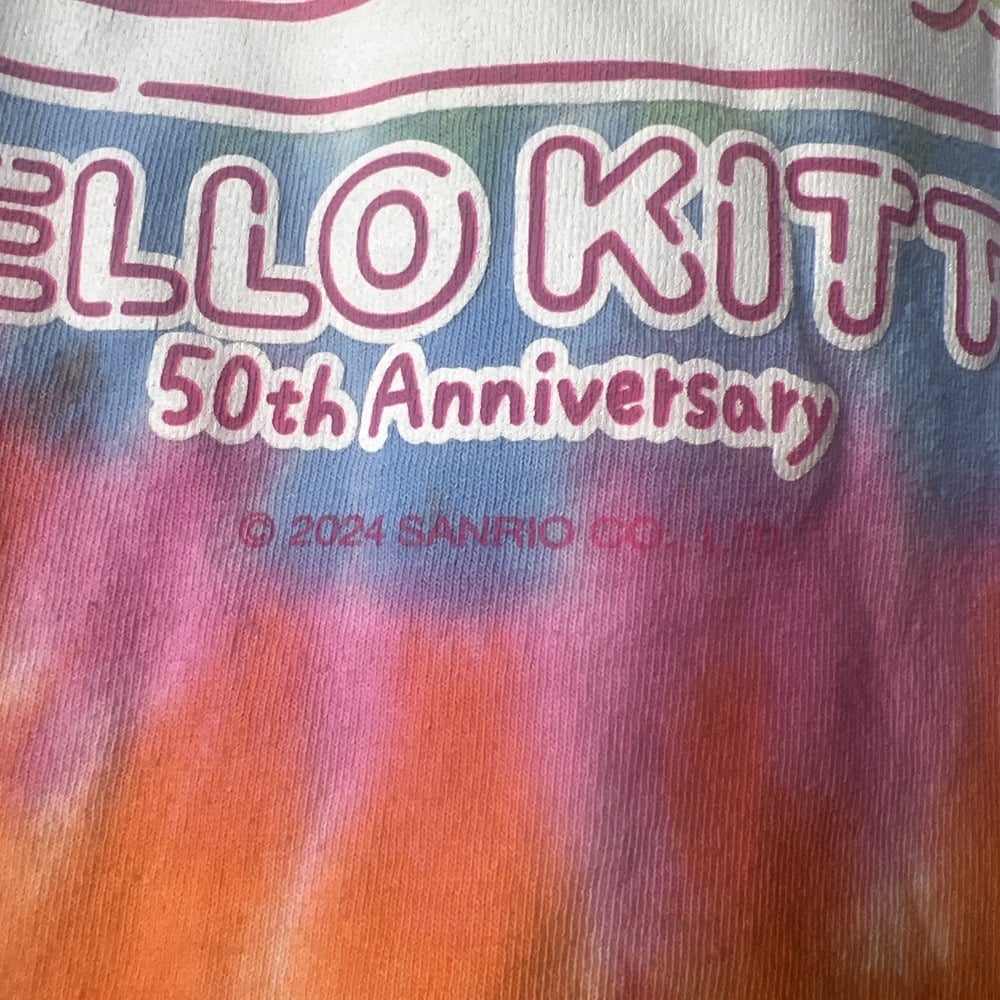 ELLO KITT
50th Anniversary
© 2024 SANRIO CO., LTD.